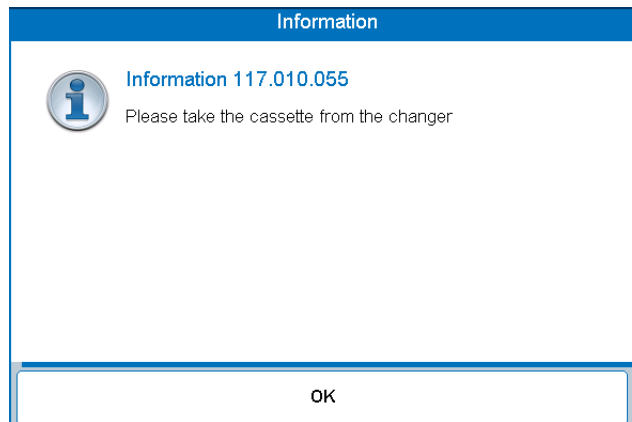 Information
Information 117.010.055
Please take the cassette from the changer
OK